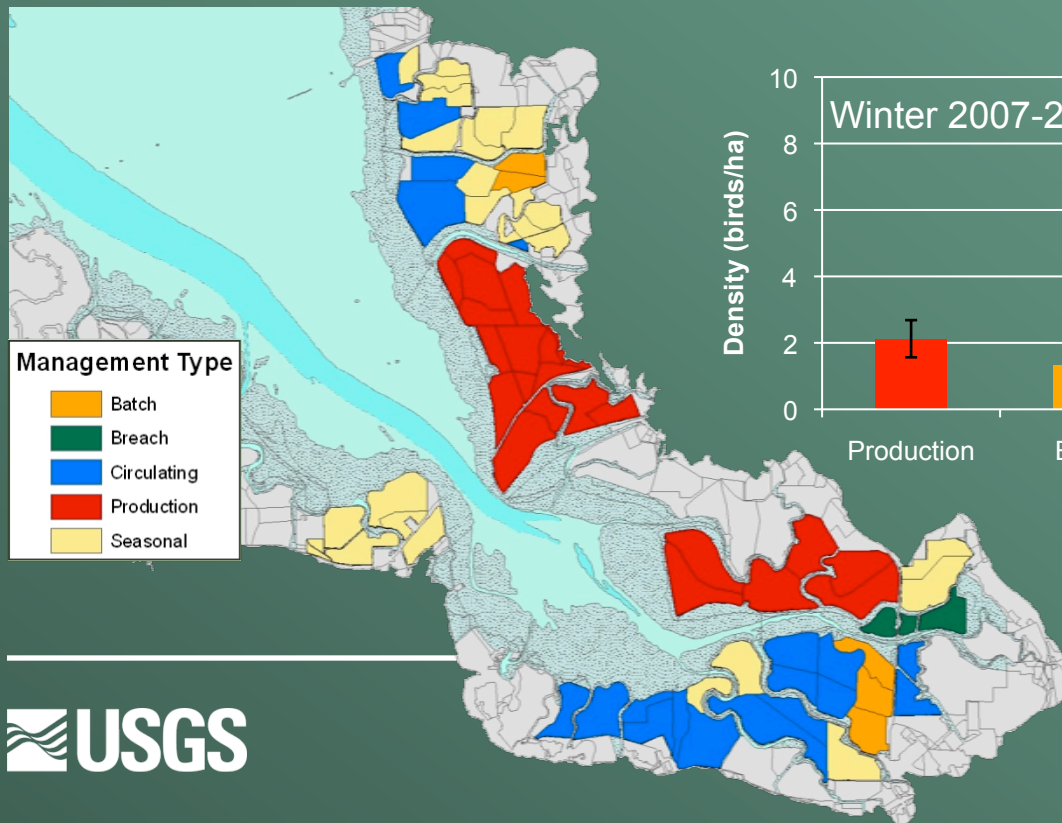 Management Type
Batch
Breach
Circulating
Production
Seasonal
USGS
Density (birds/ha)
10
8
6
4
2
0
Winter 2007-2
Production